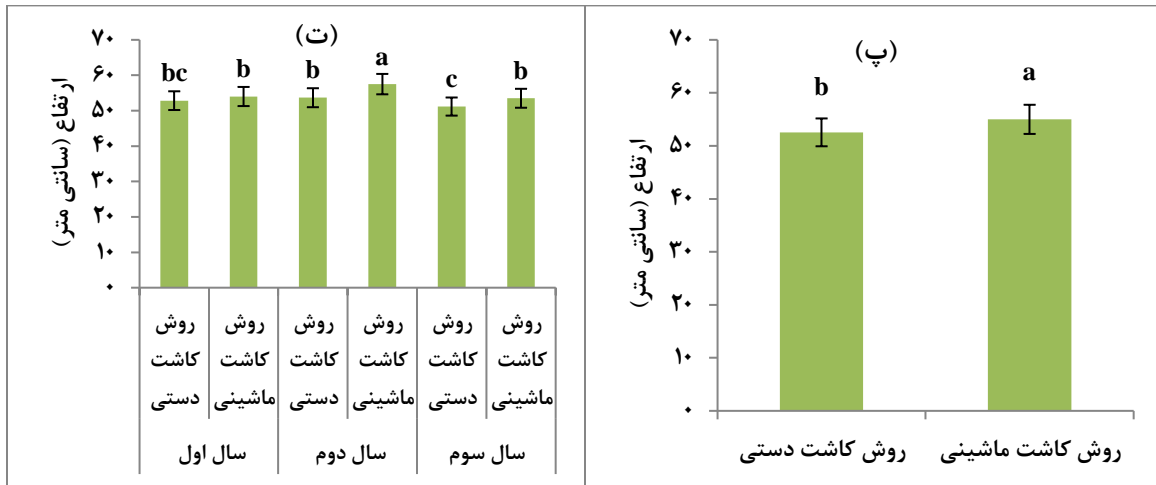 (ت)
ارتفاع (سانتی متر)
۷۰
۶۰
۵۰
۴۰
۳۰
۲۰
۱۰
۰
bc
b
b
a
c
b
روش کاشت دستی
روش کاشت ماشینی
روش کاشت دستی
روش کاشت ماشینی
روش کاشت دستی
روش کاشت ماشینی
سال اول
سال دوم
سال سوم
(پ)
ارتفاع (سانتی متر)
۷۰
۶۰
۵۰
۴۰
۳۰
۲۰
۱۰
۰
b
a
روش کاشت دستی
روش کاشت ماشینی